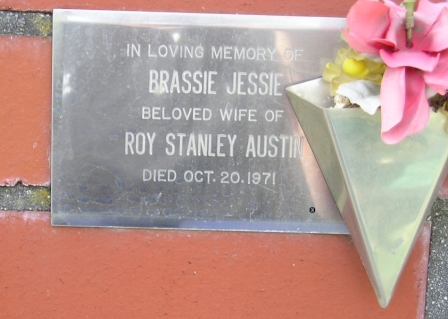 IN LOVING MEMORY OF
BRASSIE JESSIE
BELOVED WIFE OF
ROY STANLEY AUSTIN
DIED OCT. 20.1971